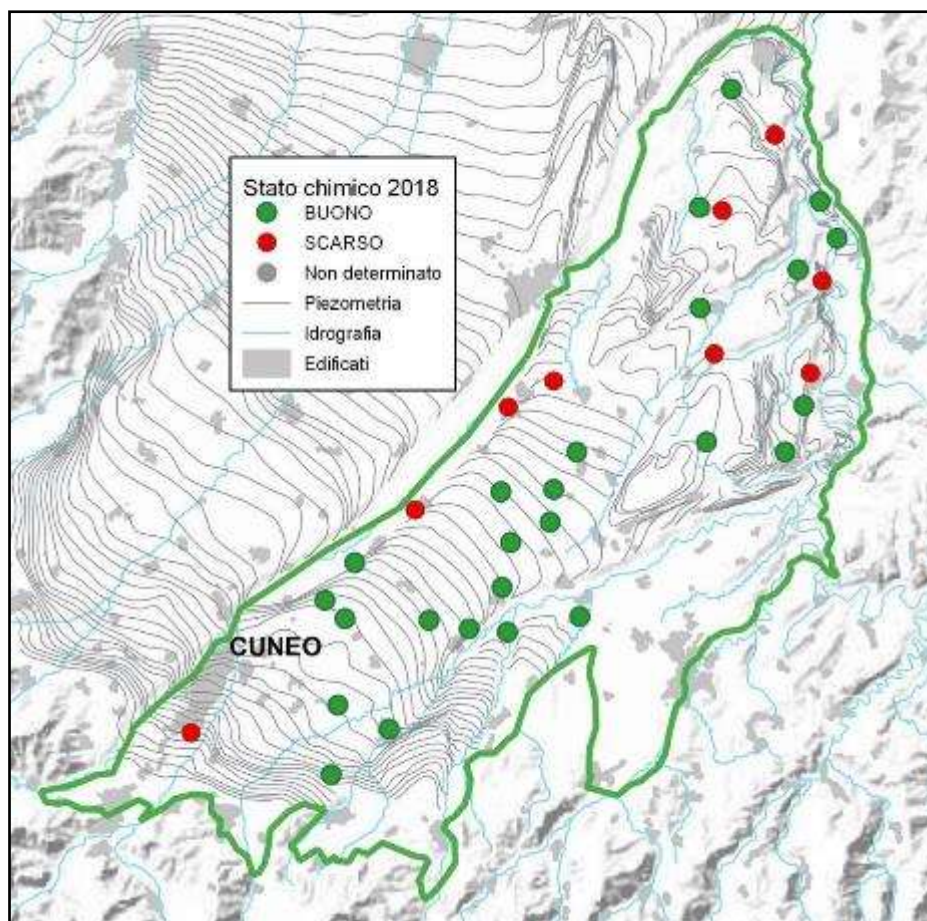 Stato chimico 2018
BUONO
SCARSO
Non determinato
Piezometria
Idrografia
Edificati
CUNEO